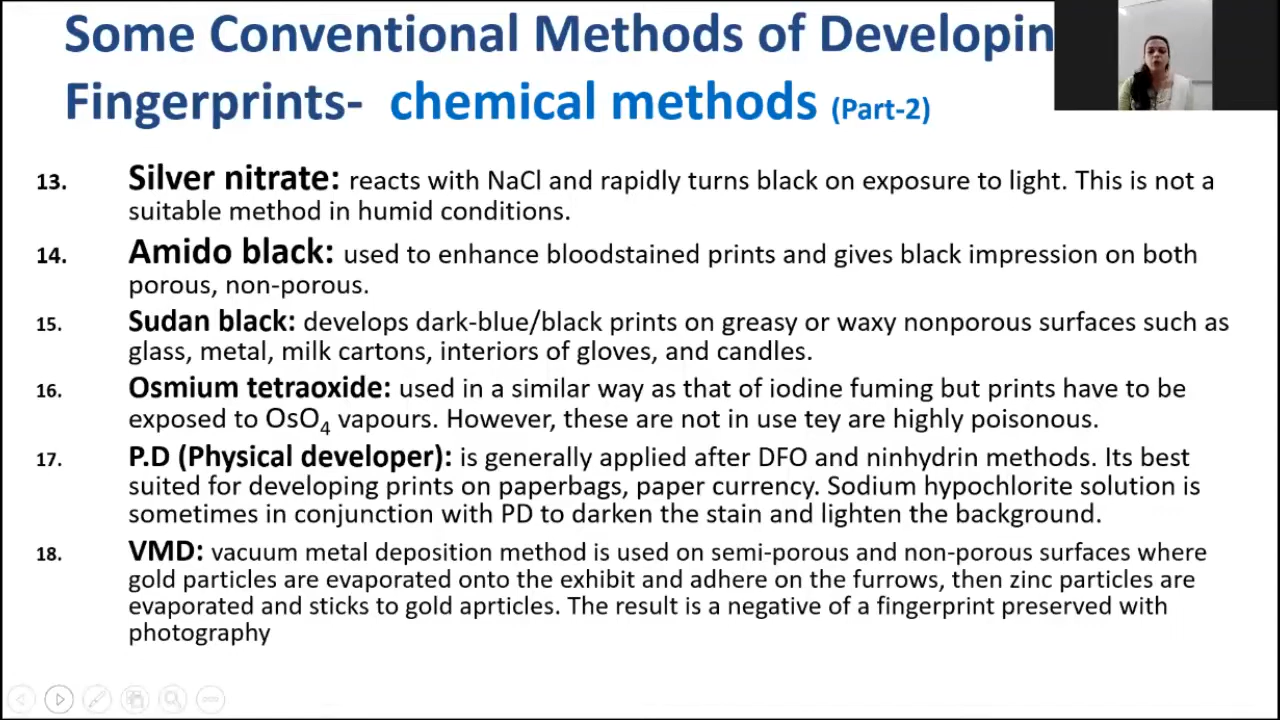 Some Conventional Methods of Developin
Fingerprints- chemical methods (Part-2)
13. Silver nitrate: reacts with NaCl and rapidly turns black on exposure to light. This is not a
suitable method in humid conditions.
14. Amido black: used to enhance bloodstained prints and gives black impression on both
porous, non-porous.
15. Sudan black: develops dark-blue/black prints on greasy or waxy nonporous surfaces such as
glass, metal, milk cartons, interiors of gloves, and candles.
16. Osmium tetraoxide: used in a similar way as that of iodine fuming but prints have to be
exposed to OsO₄ vapours. However, these are not in use tey are highly poisonous.
17. P.D (Physical developer): is generally applied after DFO and ninhydrin methods. Its best
suited for developing prints on paperbags, paper currency. Sodium hypochlorite solution is
sometimes in conjunction with PD to darken the stain and lighten the background.
18. VMD: vacuum metal deposition method is used on semi-porous and non-porous surfaces where
gold particles are evaporated onto the exhibit and adhere on the furrows, then zinc particles are
evaporated and sticks to gold aprticles. The result is a negative of a fingerprint preserved with
photography